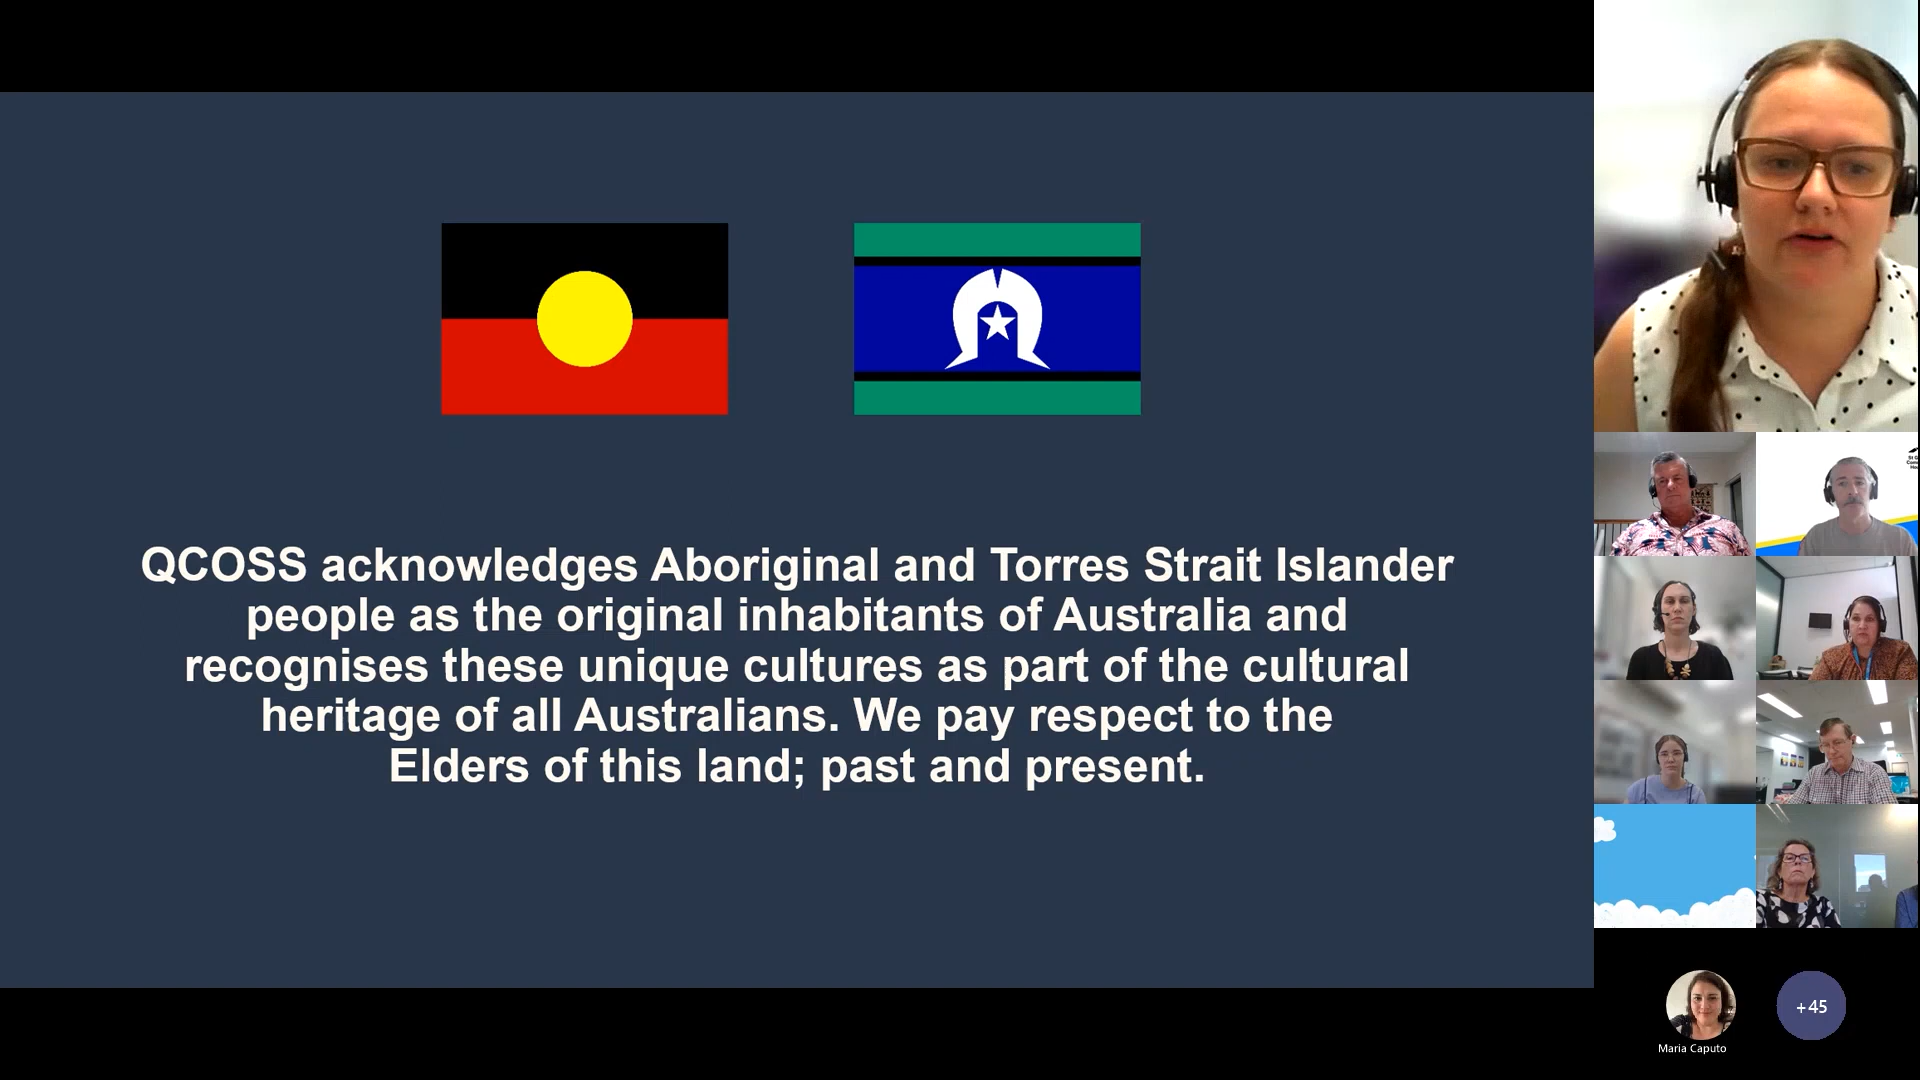 QCOSS acknowledges Aboriginal and Torres Strait Islander
people as the original inhabitants of Australia and
recognises these unique cultures as part of the cultural
heritage of all Australians. We pay respect to the
Elders of this land; past and present.
Maria Caputo
+45